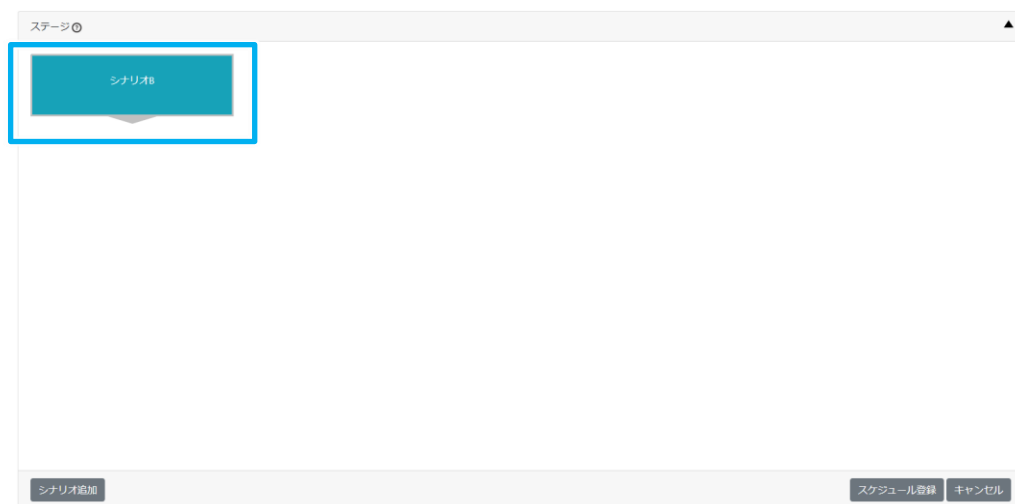 ステージ
シナリオB
シナリオ追加
スケジュール登録
キャンセル